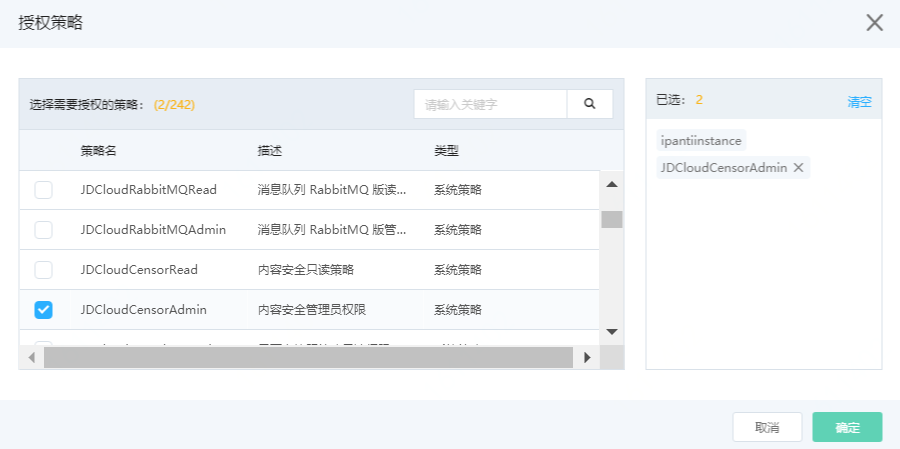 授权策略
选择需要授权的策略： (2/242)
请输入关键字
已选： 2
清空
策略名 描述 类型
JDCloudRabbitMQRead 消息队列 RabbitMQ 版读... 系统策略
JDCloudRabbitMQAdmin 消息队列 RabbitMQ 版管... 系统策略
JDCloudCensorRead 内容安全只读策略 系统策略
JDCloudCensorAdmin 内容安全管理员权限 系统策略
ipantiinstance
JDCloudCensorAdmin
取消
确定